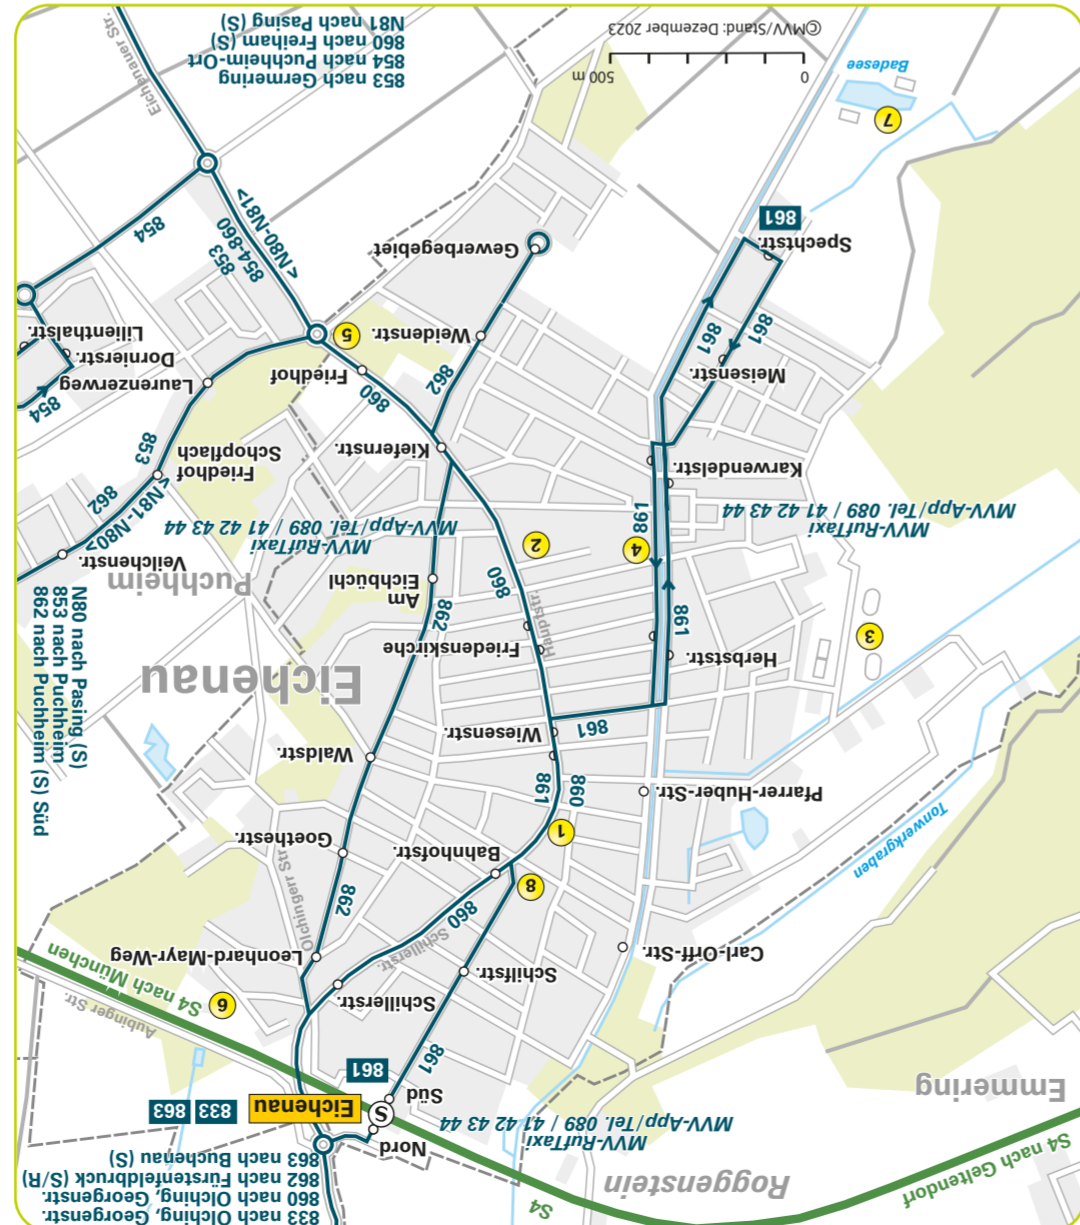 833 nach Olching, Georgenstr.
860 nach Olching, Georgenstr.
862 nach Fürstenfeldbruck (S/R)
863 nach Buchenau (S)
S4
S4 nach Geltendorf
Roggenstein
Emmering
MVV-RufTaxi
MVV-App/Tel. 089 / 41 42 43 44
Nord
S
Eichenau
833
863
Süd
861
861
Aubinger Str.
S4 nach München
6
Schillerstr.
Schilfstr.
Carl-Orff-Str.
Leonhard-Mayr-Weg
Schillerstr.
860
862
Olchinger Str
8
Bahnhofstr.
Goethestr.
1
Tonwerkgraben
Pfarrer-Huber-Str.
860
861
Waldstr.
Wiesenstr.
861
Eichenau
Herbststr.
3
Friedenskirche
Hauptstr.
862
861
Am
Eichbüchl
860
Puchheim
N80 nach Pasing (S)
853 nach Puchheim
862 nach Puchheim (S) Süd
2
4
Veilchenstr.
<N81-N80>
862
MVV-RufTaxi
MVV-App/Tel. 089 / 41 42 43 44
MVV-RufTaxi
MVV-App/Tel. 089 / 41 42 43 44
861
Karwendelstr.
Friedhof
Schopflach
853
Kiefernstr.
860
862
Friedhof
Laurenzerweg
854
Dornierstr.
Lilienthalstr.
Meisenstr.
861
861
5
Weidenstr.
Gewerbegebiet
Spechtstr.
861
853
854-860
<N80-N81>
854
7
Badesee
0
500 m
©MVV/Stand: Dezember 2023
Eichenauer Str.
853 nach Germering
854 nach Puchheim-Ort
860 nach Freiham (S)
N81 nach Pasing (S)